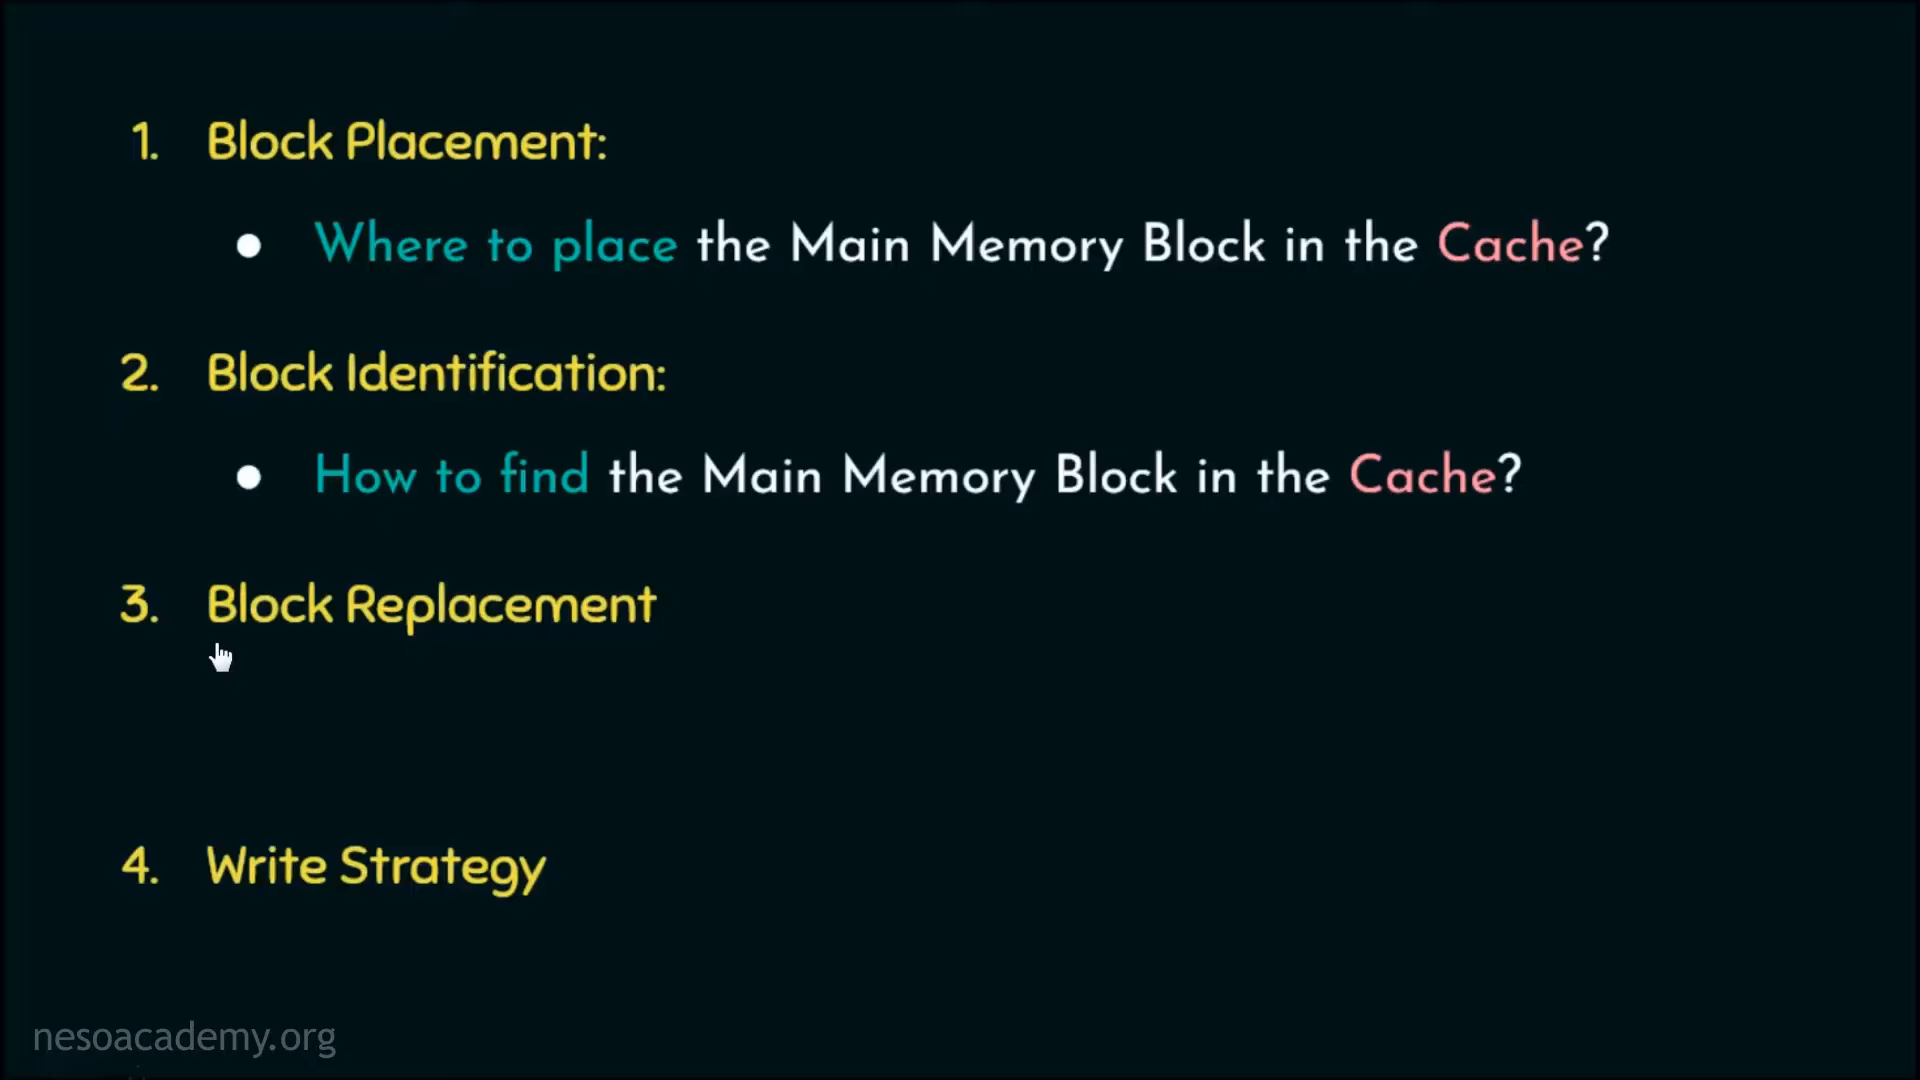 1. Block Placement:
● Where to place the Main Memory Block in the Cache?
2. Block Identification:
● How to find the Main Memory Block in the Cache?
3. Block Replacement
4. Write Strategy
nesoacademy.org